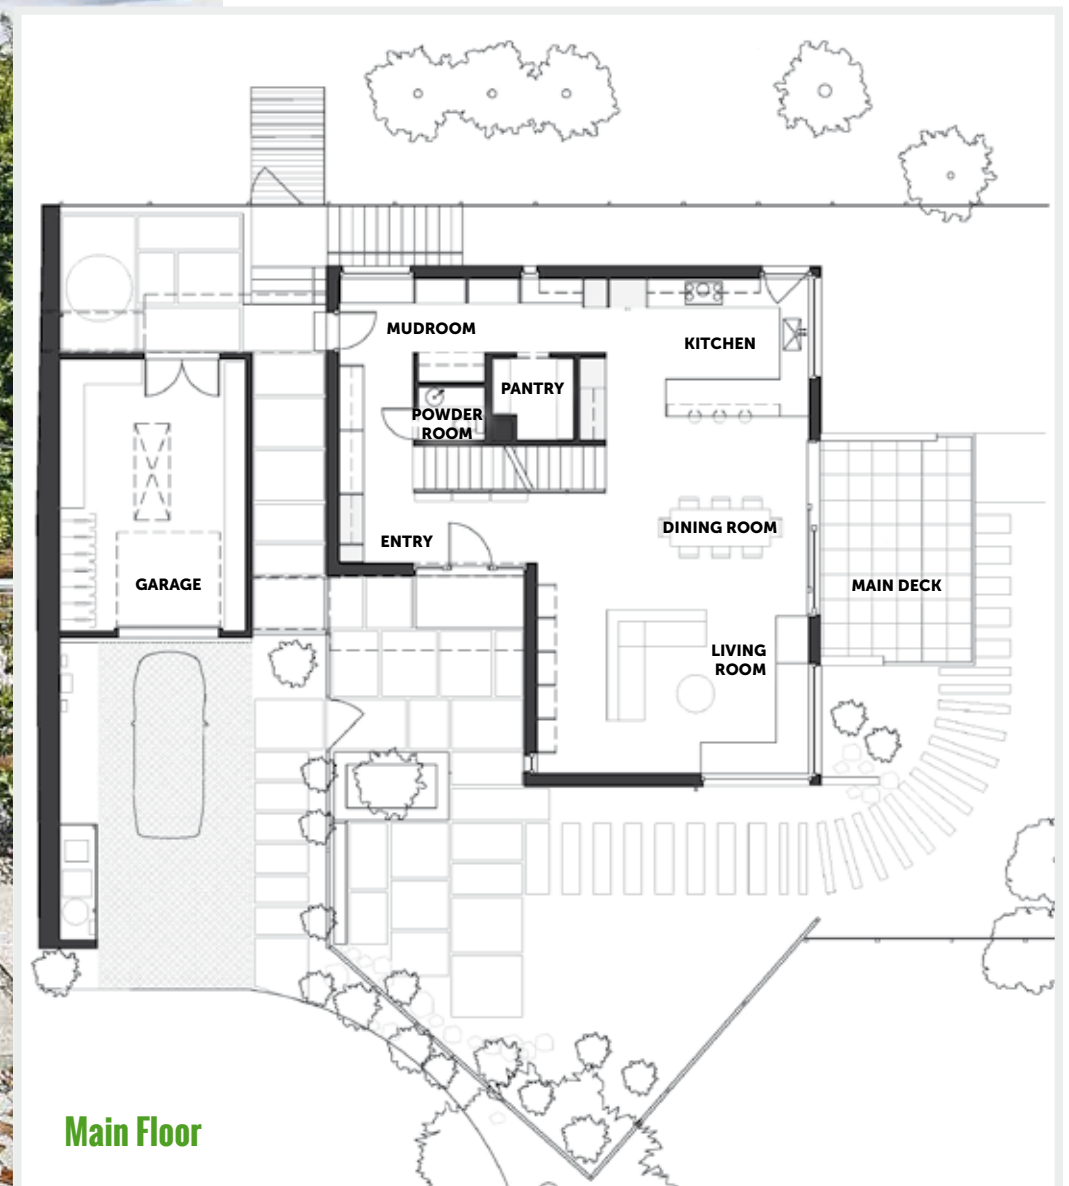 MUDROOM
KITCHEN
PANTRY
POWDER
ROOM
ENTRY
DINING ROOM
GARAGE
MAIN DECK
LIVING
ROOM
Main Floor